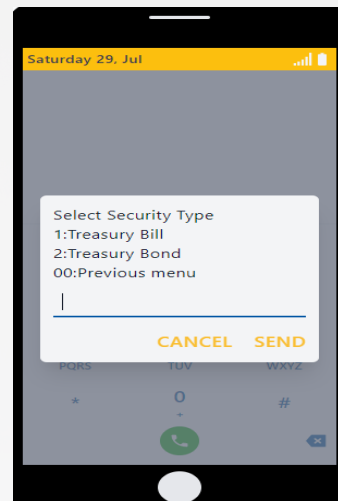 Saturday 29, Jul
Select Security Type
1:Treasury Bill
2:Treasury Bond
00:Previous menu
CANCEL SEND
PQRS TUV WXYZ
* 0 #
+